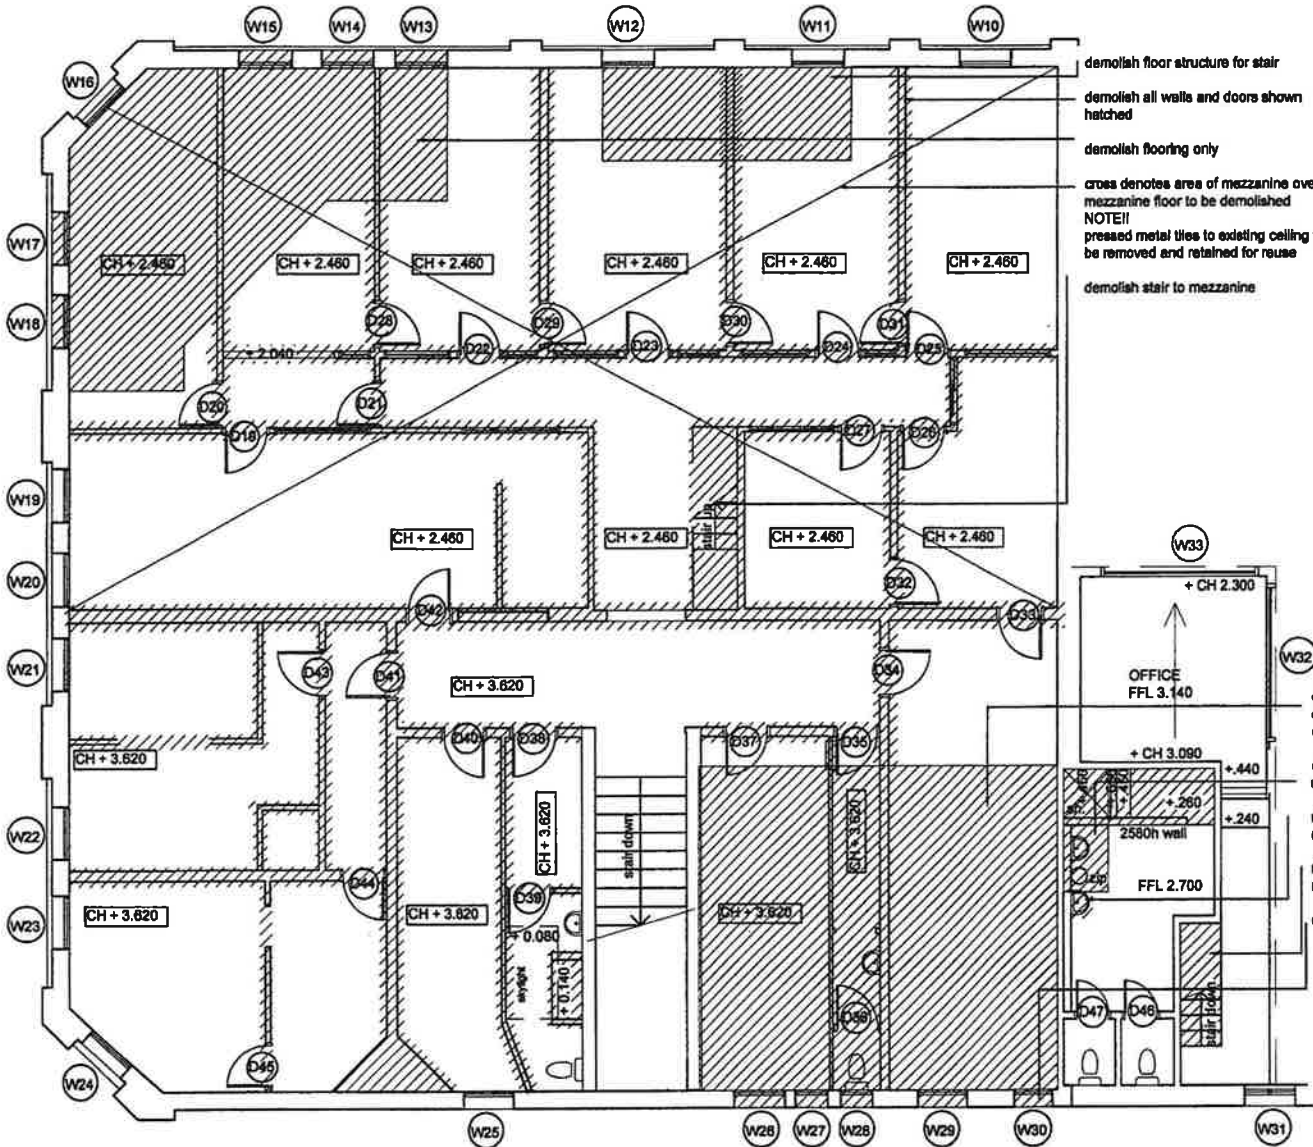 W15
W14
W13
W12
W11
W10
W16
demolish floor structure for stair
demolish all walls and doors shown
hatched
demolish flooring only
cross denotes area of mezzanine ove
mezzanine floor to be demolished
NOTE!!
pressed metal tiles to existing ceiling
be removed and retained for reuse
demolish stair to mezzanine
W17
CH + 2.460
CH + 2.460
CH + 2.460
CH + 2.460
CH + 2.460
CH + 2.460
W18
D28
D29
D30
D31
+ 2.040
D22
D23
D24
D25
D20
D21
D18
D27
D26
W19
CH + 2.460
CH + 2.460
stair up
CH + 2.460
CH + 2.460
W20
W33
+ CH 2.300
D32
D42
D33
W21
D43
D41
CH + 3.620
D34
OFFICE
FFL 3.140
W32
CH + 3.620
D40
D38
D37
D35
+ CH 3.090
+.440
+.260
+.240
W22
CH + 3.620
stair down
CH + 3.620
2580h wall
zip
FFL 2.700
D44
D39
W23
CH + 3.620
CH + 3.620
CH + 3.620
+ 0.080
skylight
+ 0.140
D36
D47
D46
stair down
D45
W24
W25
W26
W27
W28
W29
W30
W31